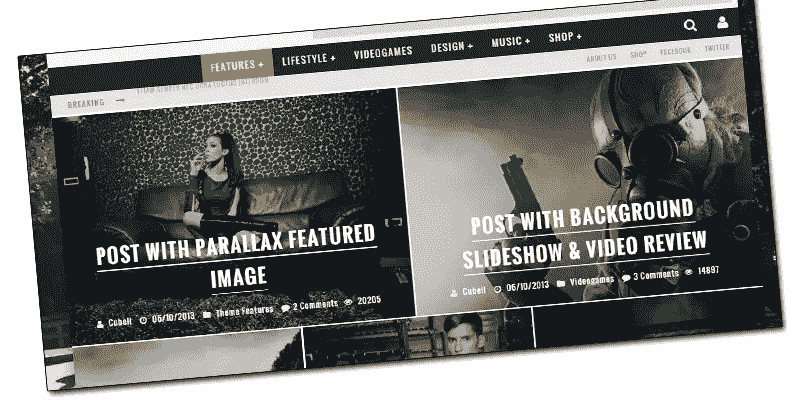 FEATURES + LIFESTYLE + VIDEOGAMES DESIGN + MUSIC + SHOP +
BREAKING
ABOUT US SHOP FACEBOOK TWITTER
POST WITH PARALLAX FEATURED
IMAGE
Cubell 06/10/2013 Theme Features 2 Comments 20205
POST WITH BACKGROUND
SLIDESHOW & VIDEO REVIEW
Cubell 06/10/2013 Videogames 3 Comments 14897